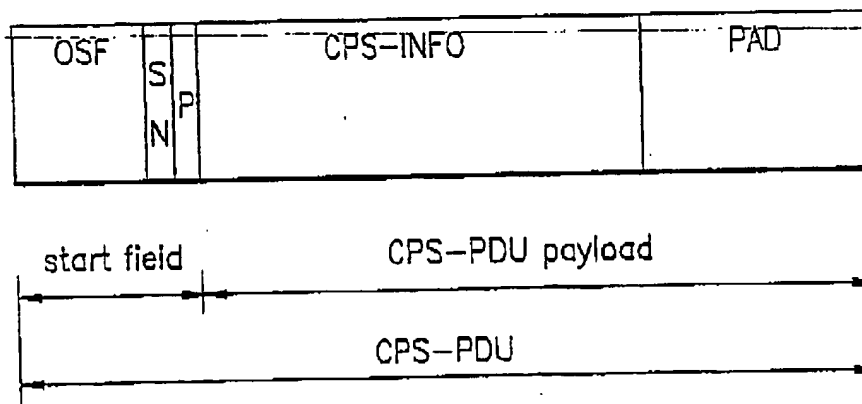 OSF S N P CPS-INFO PAD
start field CPS-PDU payload
CPS-PDU